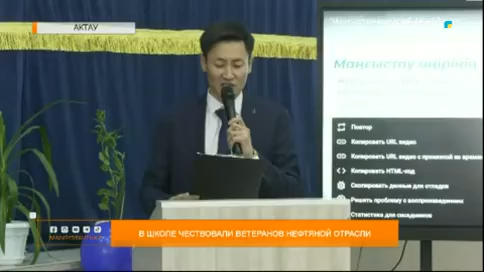 АКТАУ
Маңғыстау өңірінің
Повтор
Копировать URL видео
Копировать URL видео с привязкой ко времени
Копировать HTML-код
Скопировать данные для отладки
Решить проблему с воспроизведением
Статистика для сисадминов
В ШКОЛЕ ЧЕСТВОВАЛИ ВЕТЕРАНОВ НЕФТЯНОЙ ОТРАСЛИ